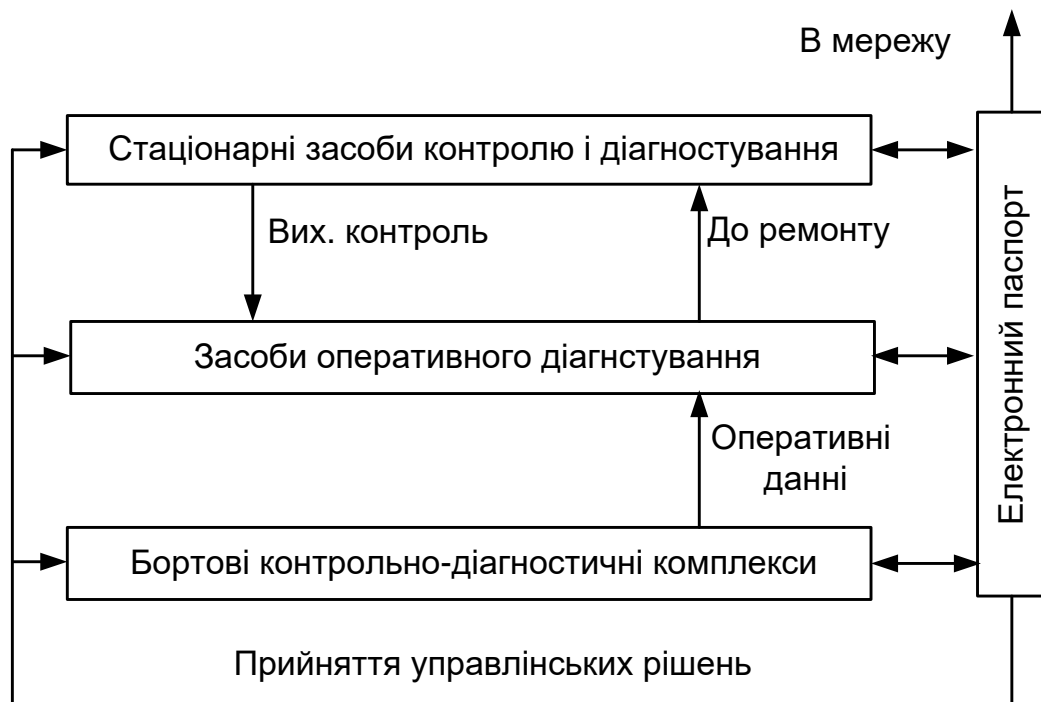 В мережу
Стаціонарні засоби контролю і діагностування
Вих. контроль
До ремонту
Засоби оперативного діагнстування
Оперативні
данні
Бортові контрольно-діагностичні комплекси
Прийняття управлінських рішень
Електронний паспорт